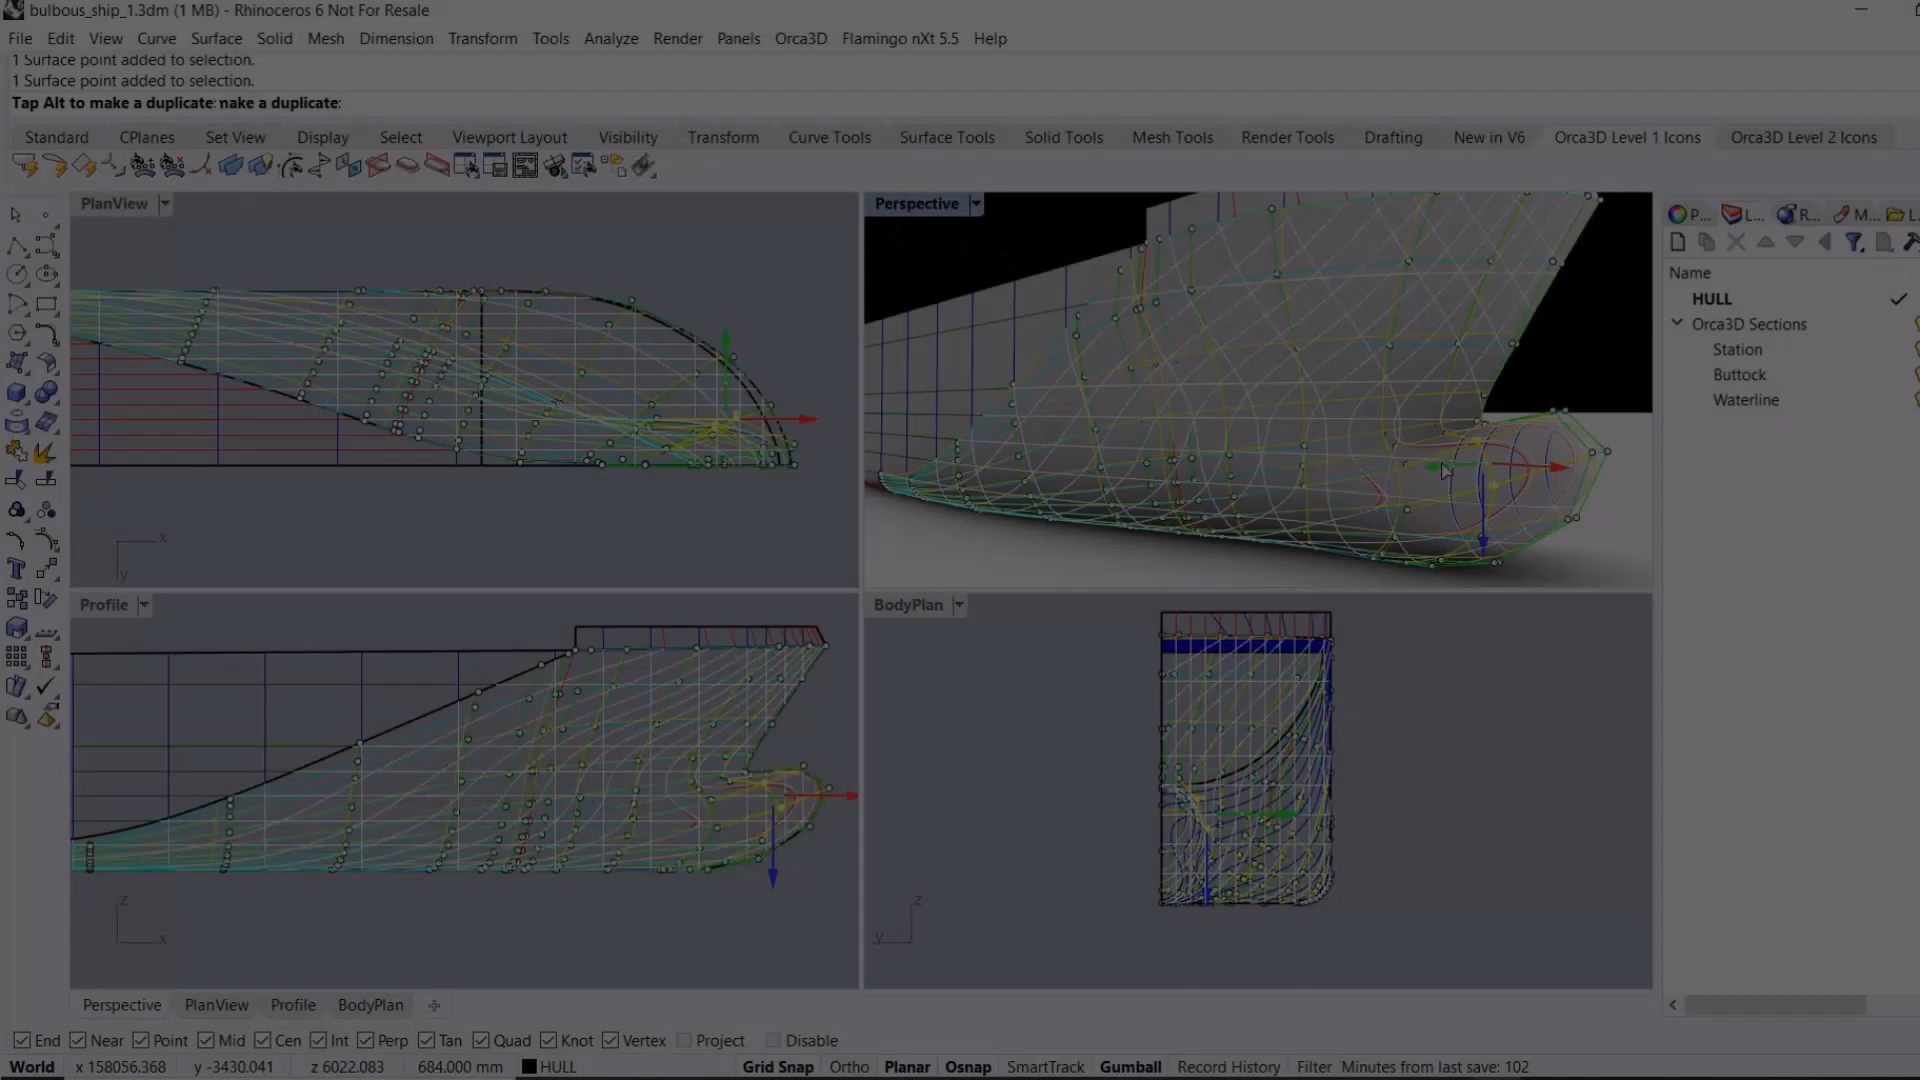 bulbous_ship_1.3dm (1 MB) - Rhinoceros 6 Not For Resale
File Edit View Curve Surface Solid Mesh Dimension Transform Tools Analyze Render Panels Orca3D Flamingo nXt 5.5 Help
1 Surface point added to selection.
1 Surface point added to selection.
Tap Alt to make a duplicate: nake a duplicate:
Standard CPlanes Set View Display Select Viewport Layout Visibility Transform Curve Tools Surface Tools Solid Tools Mesh Tools Render Tools Drafting New in V6 Orca3D Level 1 Icons Orca3D Level 2 Icons
PlanView
Perspective
P... L... R... M... L.
Name
HULL
Orca3D Sections
Station
Buttock
Waterline
x
y
Profile
BodyPlan
z
x
z
y
Perspective PlanView Profile BodyPlan
End Near Point Mid Cen Int Perp Tan Quad Knot Vertex Project Disable
World x 158056.368 y -3430.041 z 6022.083 684.000 mm HULL Grid Snap Ortho Planar Osnap SmartTrack Gumball Record History Filter Minutes from last save: 102